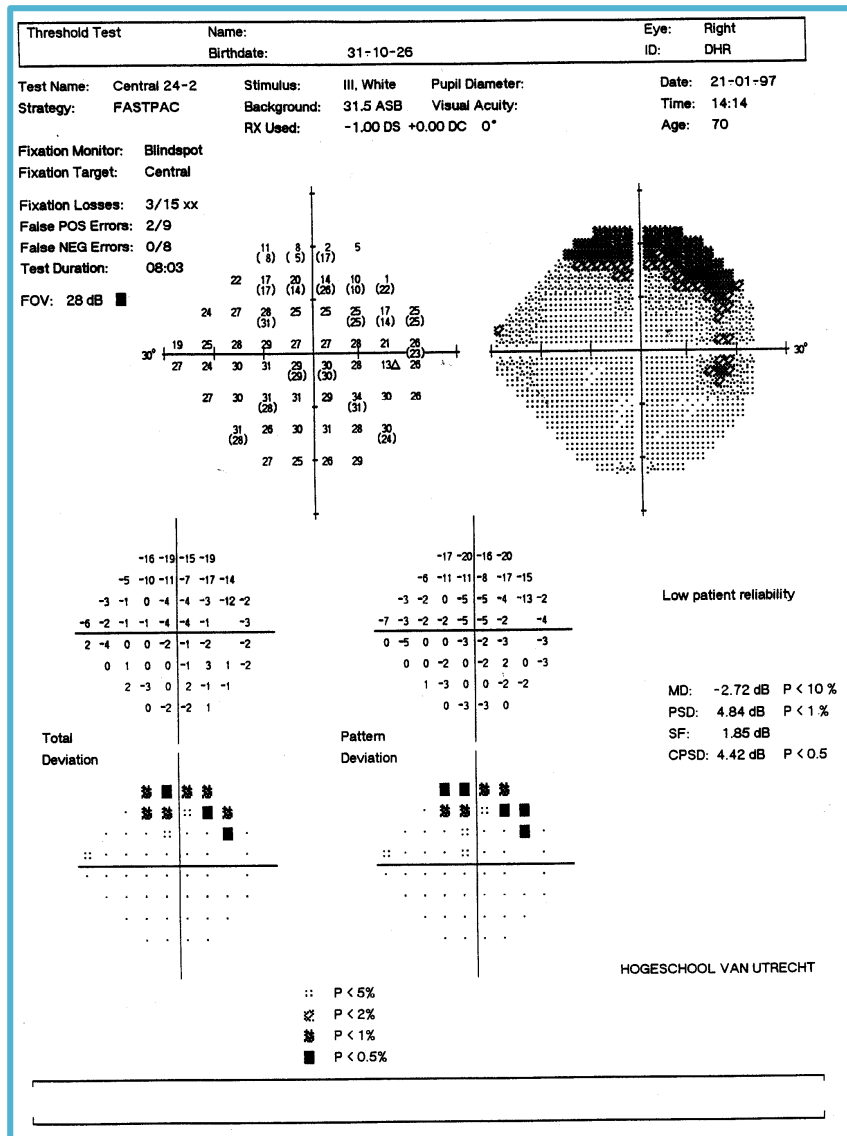 Threshold Test Name: Eye: Right
Birthdate: 31-10-26 ID: DHR
Test Name: Central 24-2 Stimulus: III, White Pupil Diameter: Date: 21-01-97
Strategy: FASTPAC Background: 31.5 ASB Visual Acuity: Time: 14:14
RX Used: -1.00 DS +0.00 DC 0° Age: 70
Fixation Monitor: Blindspot
Fixation Target: Central
Fixation Losses: 3/15 xx
False POS Errors: 2/9
False NEG Errors: 0/8
Test Duration: 08:03
FOV: 28 dB
11 8 2 5
(8) (5) (17)
22 17 20 14 10 1
(17) (14) (26) (10) (22)
24 27 28 25 25 25 17 25
(31) (25) (14) (25)
19 25 28 29 27 27 28 21 26
(23)
30° 30°
27 24 30 31 29 30 28 13 26
(29) (30)
27 30 31 31 29 34 30 26
(28) (31)
31 26 30 31 28 30
(28) (24)
27 25 26 29
-16 -19 -15 -19
-5 -10 -11 -7 -17 -14
-3 -1 0 -4 -4 -3 -12 -2
-6 -2 -1 -1 -4 -4 -1 -3
2 -4 0 0 -2 -1 -2 -2
0 1 0 0 -1 3 1 -2
2 -3 0 2 -1 -1
0 -2 -2 1
-17 -20 -16 -20
-6 -11 -11 -8 -17 -15
-3 -2 0 -5 -5 -4 -13 -2
-7 -3 -2 -2 -5 -5 -2 -4
0 -5 0 0 -3 -2 -3 -3
0 0 -2 0 -2 2 0 -3
1 -3 0 0 -2 -2
0 -3 -3 0
Low patient reliability
MD: -2.72 dB P < 10 %
PSD: 4.84 dB P < 1 %
SF: 1.85 dB
CPSD: 4.42 dB P < 0.5
Total
Deviation
Pattern
Deviation
HOGESCHOOL VAN UTRECHT
P < 5%
P < 2%
P < 1%
P < 0.5%